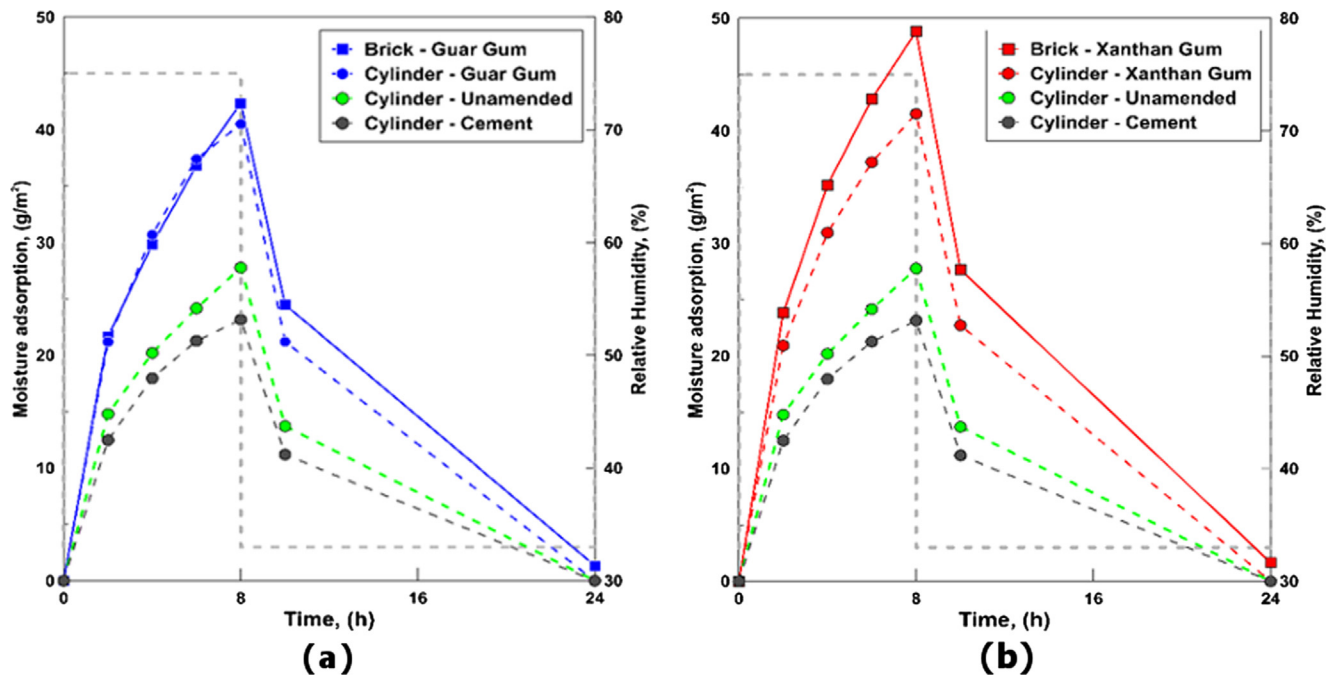 50
40
30
20
10
0
Moisture adsorption, (g/m²)
Brick - Guar Gum
Cylinder - Guar Gum
Cylinder - Unamended
Cylinder - Cement
80
70
60
50
40
30
Relative Humidity, (%)
0
8
16
24
Time, (h)
(a)
50
40
30
20
10
0
Moisture adsorption, (g/m²)
Brick - Xanthan Gum
Cylinder - Xanthan Gum
Cylinder - Unamended
Cylinder - Cement
80
70
60
50
40
30
Relative Humidity, (%)
0
8
16
24
Time, (h)
(b)